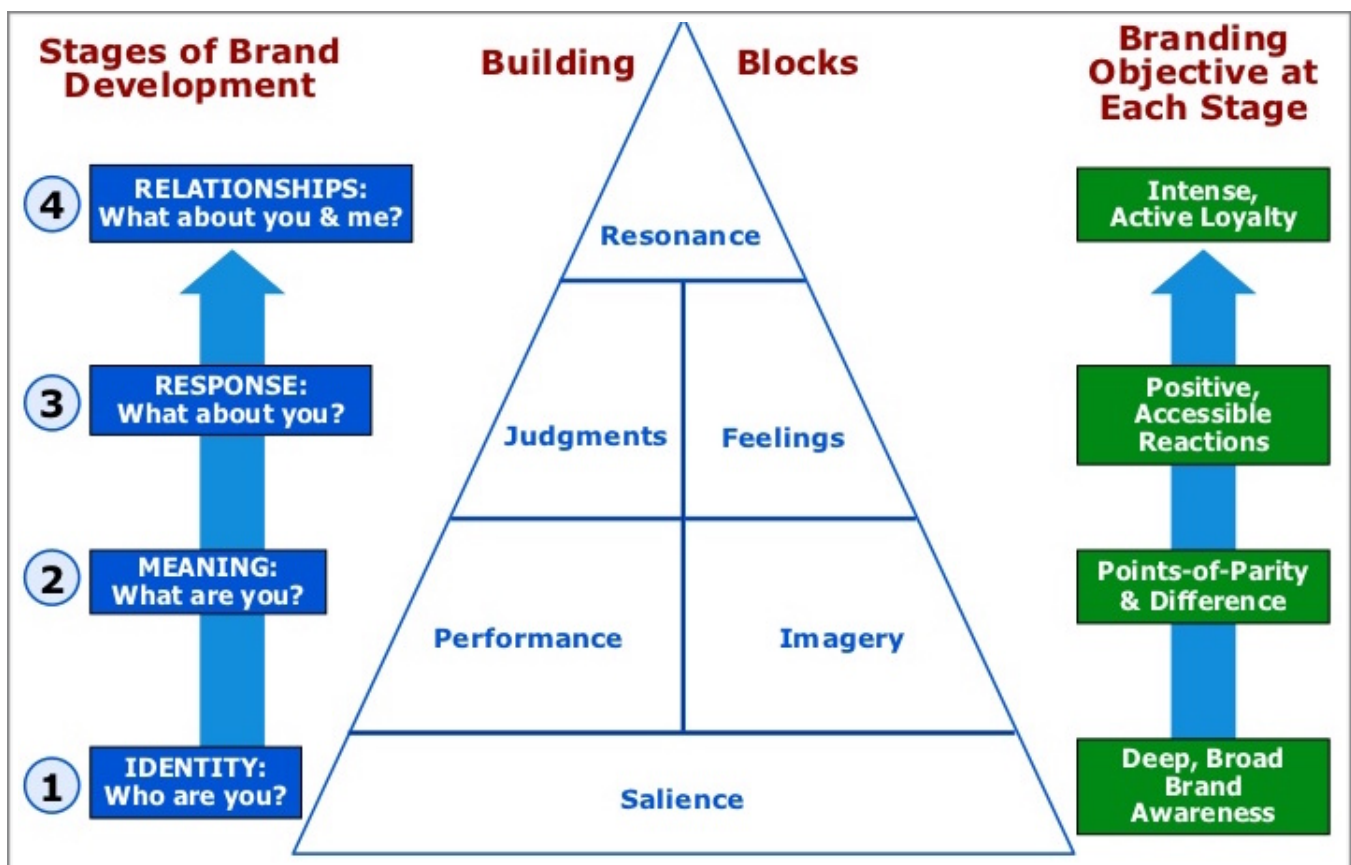 Stages of Brand
Development
Building Blocks
Branding
Objective at
Each Stage
4
RELATIONSHIPS:
What about you & me?
Resonance
Intense,
Active Loyalty
3
RESPONSE:
What about you?
Judgments
Feelings
Positive,
Accessible
Reactions
2
MEANING:
What are you?
Performance
Imagery
Points-of-Parity
& Difference
1
IDENTITY:
Who are you?
Salience
Deep, Broad
Brand
Awareness